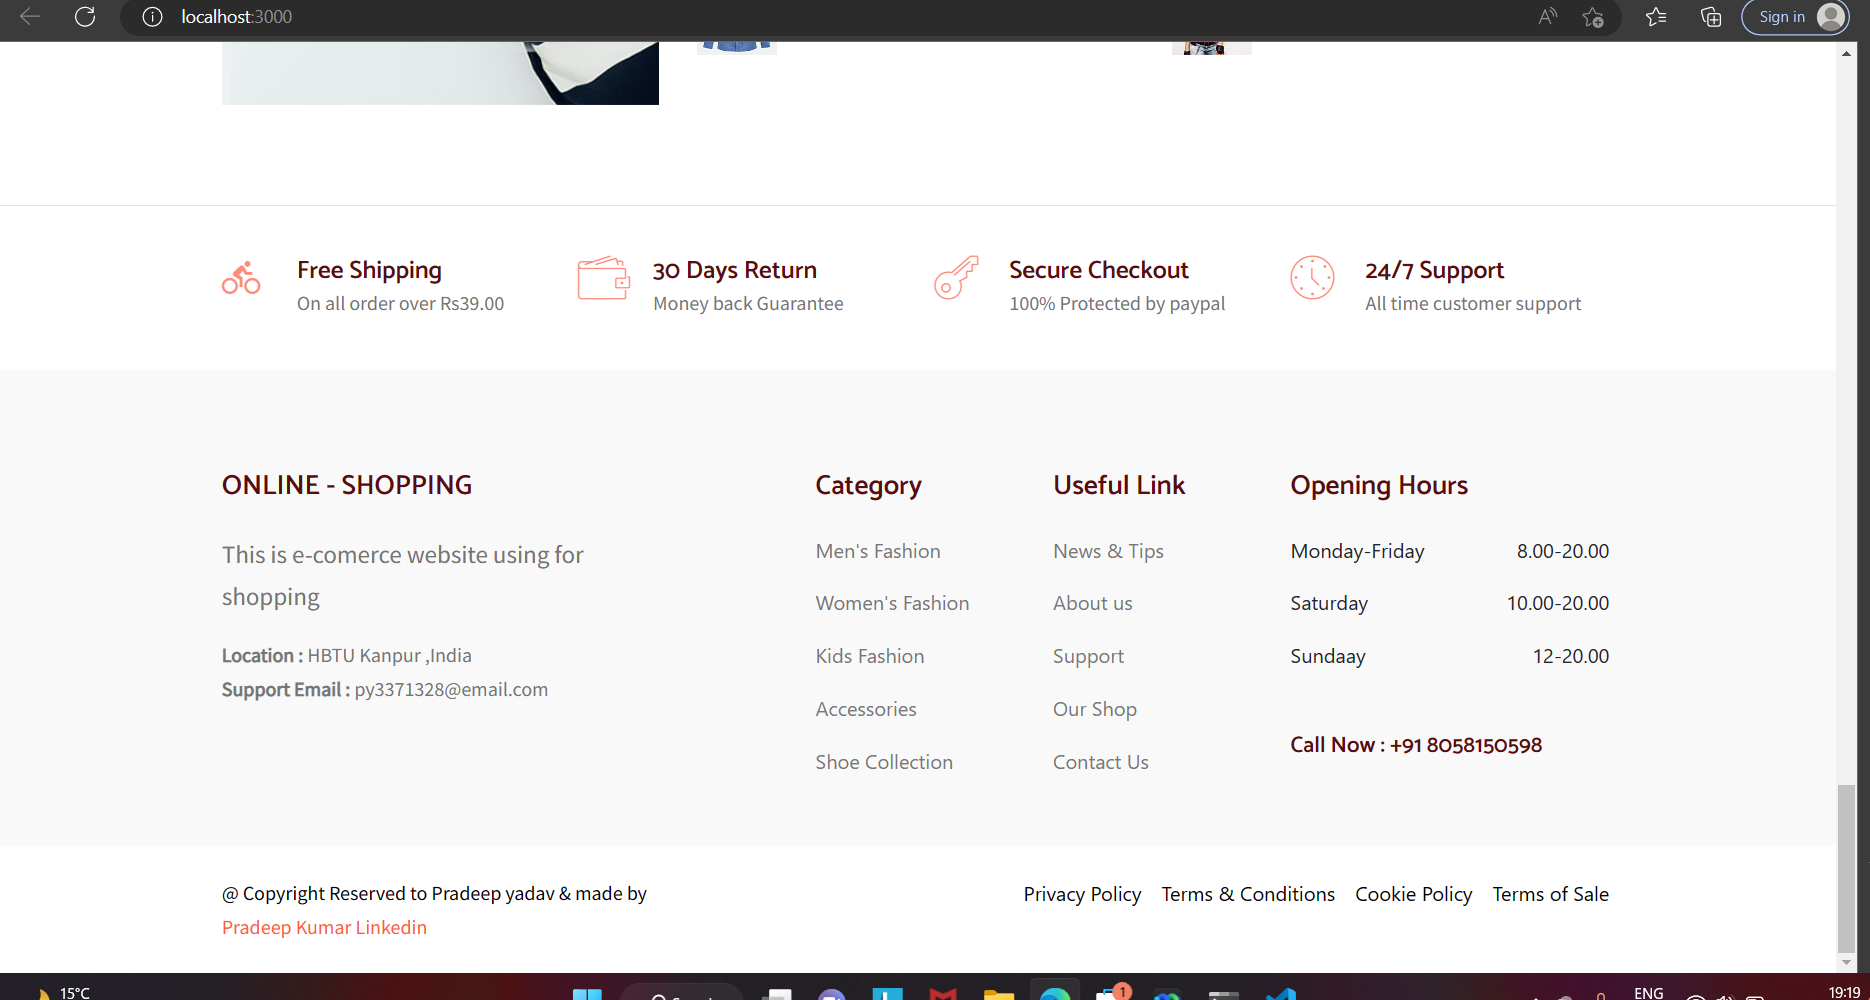 localhost:3000
Sign in
Free Shipping
On all order over Rs39.00
30 Days Return
Money back Guarantee
Secure Checkout
100% Protected by paypal
24/7 Support
All time customer support
ONLINE - SHOPPING
This is e-comerce website using for
shopping
Location : HBTU Kanpur ,India
Support Email : py3371328@email.com
Category
Men's Fashion
Women's Fashion
Kids Fashion
Accessories
Shoe Collection
Useful Link
News & Tips
About us
Support
Our Shop
Contact Us
Opening Hours
Monday-Friday 8.00-20.00
Saturday 10.00-20.00
Sundaay 12-20.00
Call Now : +91 8058150598
@ Copyright Reserved to Pradeep yadav & made by
Pradeep Kumar Linkedin
Privacy Policy Terms & Conditions Cookie Policy Terms of Sale
15°C
1
ENG
19:19